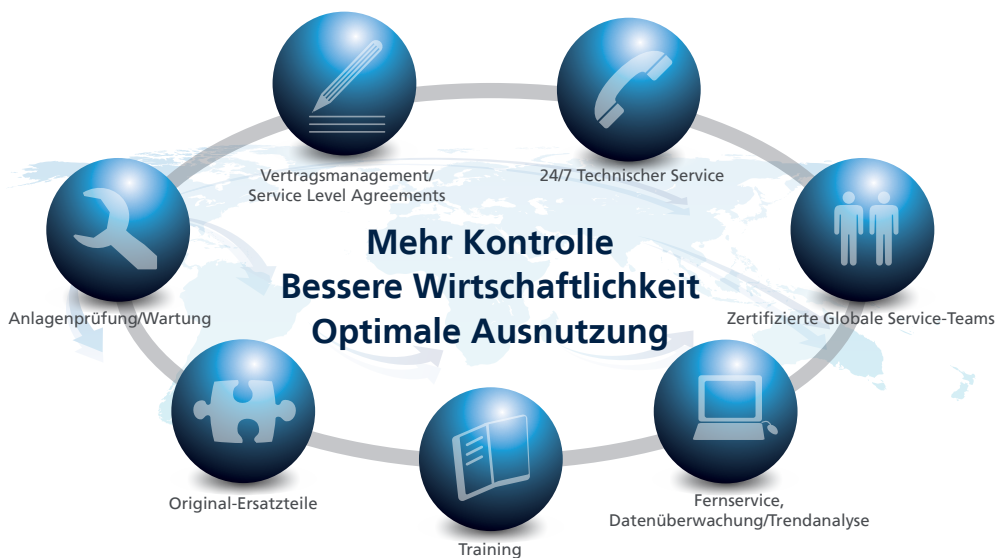 Vertragsmanagement/
Service Level Agreements
24/7 Technischer Service
Mehr Kontrolle
Bessere Wirtschaftlichkeit
Optimale Ausnutzung
Anlagenprüfung/Wartung
Zertifizierte Globale Service-Teams
Original-Ersatzteile
Training
Fernservice,
Datenüberwachung/Trendanalyse